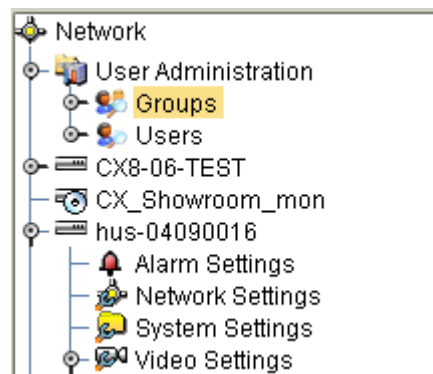 Network
User Administration
Groups
Users
CX8-06-TEST
CX_Showroom_mon
hus-04090016
Alarm Settings
Network Settings
System Settings
Video Settings